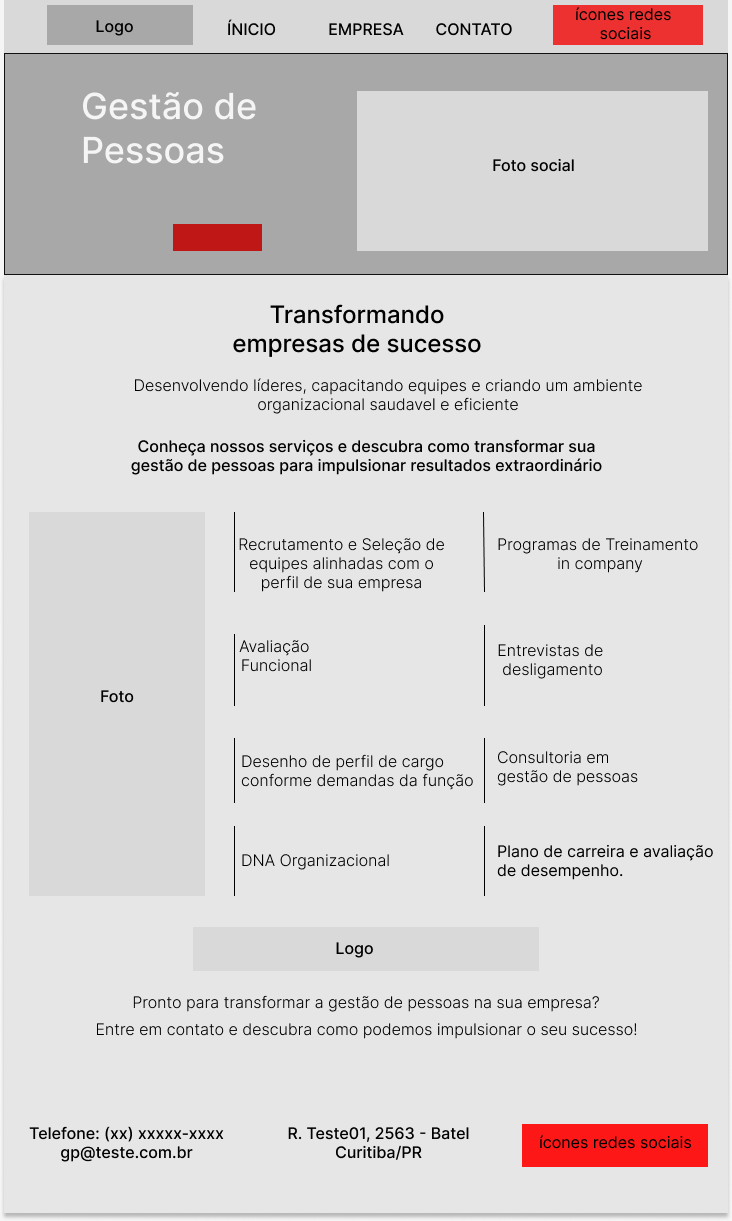 Logo
ÍNICIO
EMPRESA
CONTATO
ícones redes
sociais
Gestão de
Pessoas
Foto social
Transformando
empresas de sucesso
Desenvolvendo líderes, capacitando equipes e criando um ambiente
organizacional saudavel e eficiente
Conheça nossos serviços e descubra como transformar sua
gestão de pessoas para impulsionar resultados extraordinário
Foto
Recrutamento e Seleção de
equipes alinhadas com o
perfil de sua empresa
Programas de Treinamento
in company
Avaliação
Funcional
Entrevistas de
desligamento
Desenho de perfil de cargo
conforme demandas da função
Consultoria em
gestão de pessoas
DNA Organizacional
Plano de carreira e avaliação
de desempenho.
Logo
Pronto para transformar a gestão de pessoas na sua empresa?
Entre em contato e descubra como podemos impulsionar o seu sucesso!
Telefone: (xx) xxxxx-xxxx
gp@teste.com.br
R. Teste01, 2563 - Batel
Curitiba/PR
ícones redes sociais